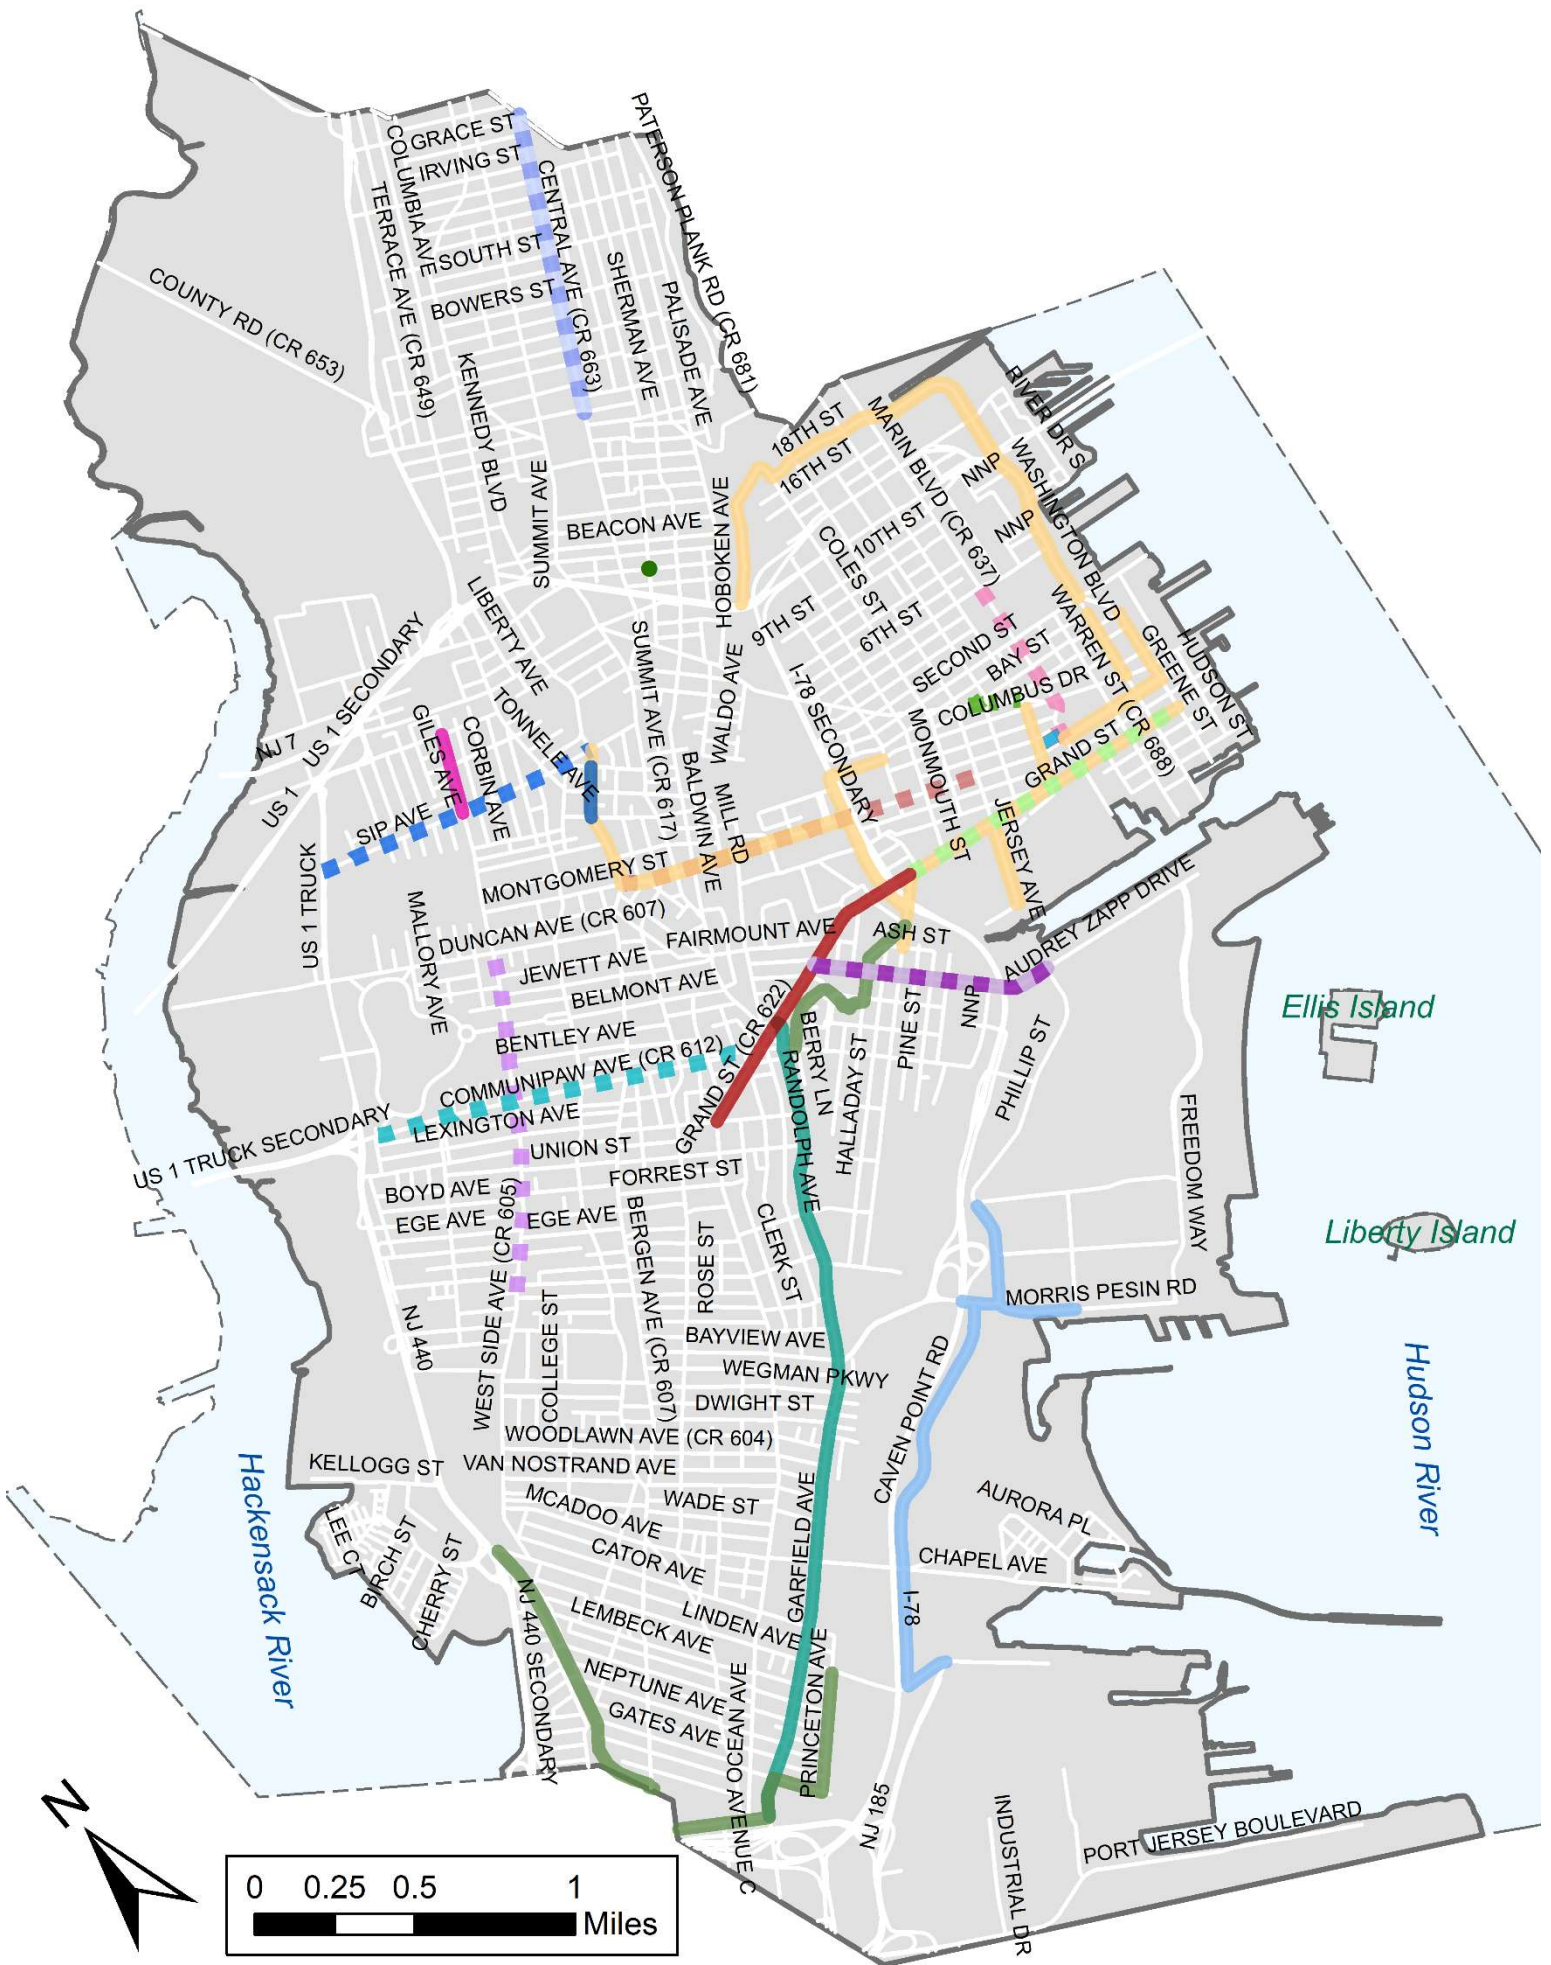 GRACE ST
IRVING ST
COLUMBIA AVE
TERRACE AVE (CR 649)
CENTRAL AVE (CR 663)
PATERSON PLANK RD (CR 681)
SOUTH ST
BOWERS ST
SHERMAN AVE
PALISADE AVE
COUNTY RD (CR 653)
KENNEDY BLVD
SUMMIT AVE
BEACON AVE
HOBOKEN AVE
18TH ST
16TH ST
MARIN BLVD (CR 637)
RIVER DR S
NNP
WASHINGTON BLVD
NNP
10TH ST
COLES ST
9TH ST
6TH ST
SECOND ST
BAY ST
COLUMBUS DR
WARREN ST (CR 688)
GREENE ST
HUDSON ST
LIBERTY AVE
TONNELE AVE
SUMMIT AVE (CR 617)
WALDO AVE
I-78 SECONDARY
US 1 SECONDARY
NJ 7
US 1
GILES AVE
CORBIN AVE
SIP AVE
US 1 TRUCK
BALDWIN AVE
MILL RD
MONMOUTH ST
GRAND ST
JERSEY AVE
MONTGOMERY ST
MALLORY AVE
DUNCAN AVE (CR 607)
FAIRMOUNT AVE
ASH ST
AUDREY ZAPP DRIVE
JEWETT AVE
BELMONT AVE
BENTLEY AVE
COMMUNIPAW AVE (CR 612)
GRAND ST (CR 622)
LEXINGTON AVE
US 1 TRUCK SECONDARY
BERRY LN
RANDOLPH AVE
HALLADAY ST
PINE ST
NNP
PHILLIP ST
FREEDOM WAY
Ellis Island
Liberty Island
UNION ST
FORREST ST
BOYD AVE
EGE AVE
EGE AVE
WEST SIDE AVE (CR 605)
BERGEN AVE (CR 607)
ROSE ST
CLERK ST
COLLEGE ST
NJ 440
MORRIS PESIN RD
BAYVIEW AVE
WEGMAN PKWY
DWIGHT ST
WOODLAWN AVE (CR 604)
CAVEN POINT RD
Hudson River
Hackensack River
KELLOGG ST
VAN NOSTRAND AVE
WADE ST
MCADOO AVE
CATOR AVE
LEE CT
BIRCH ST
CHERRY ST
GARFIELD AVE
AURORA PL
CHAPEL AVE
I-78
NJ 440 SECONDARY
LEMBECK AVE
LINDEN AVE
NEPTUNE AVE
GATES AVE
OCEAN AVE
PRINCETON AVE
AVENUE C
NJ 185
INDUSTRIAL DR
PORT JERSEY BOULEVARD
N
0 0.25 0.5 1
Miles